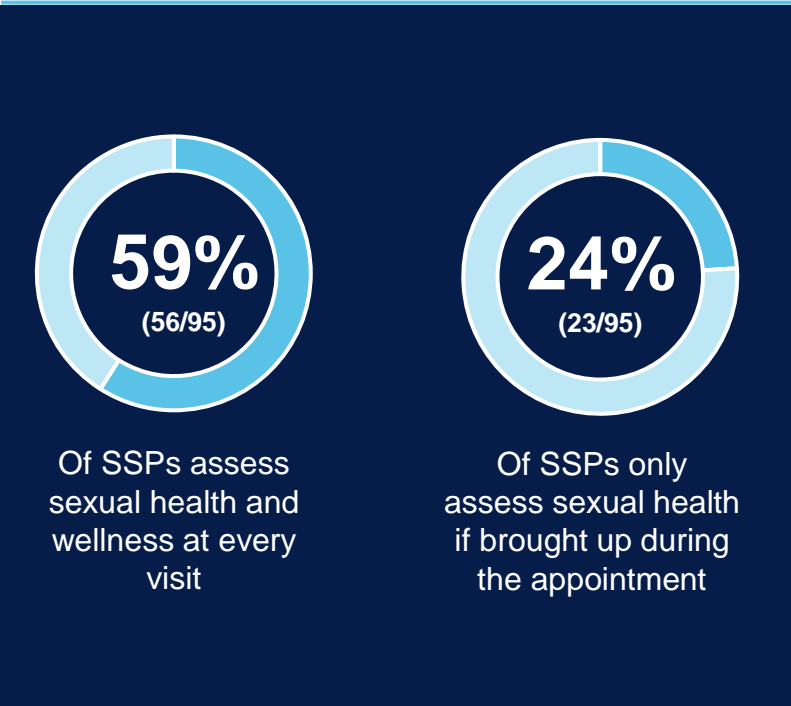 59%
(56/95)
Of SSPs assess
sexual health and
wellness at every
visit
24%
(23/95)
Of SSPs only
assess sexual health
if brought up during
the appointment